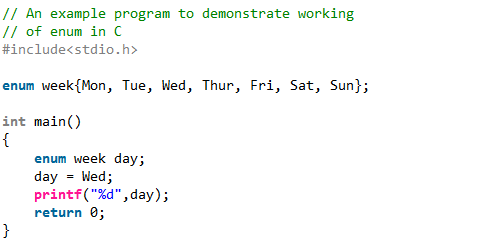 // An example program to demonstrate working
// of enum in C
#include<stdio.h>

enum week{Mon, Tue, Wed, Thur, Fri, Sat, Sun};

int main()
{
    enum week day;
    day = Wed;
    printf("%d",day);
    return 0;
}